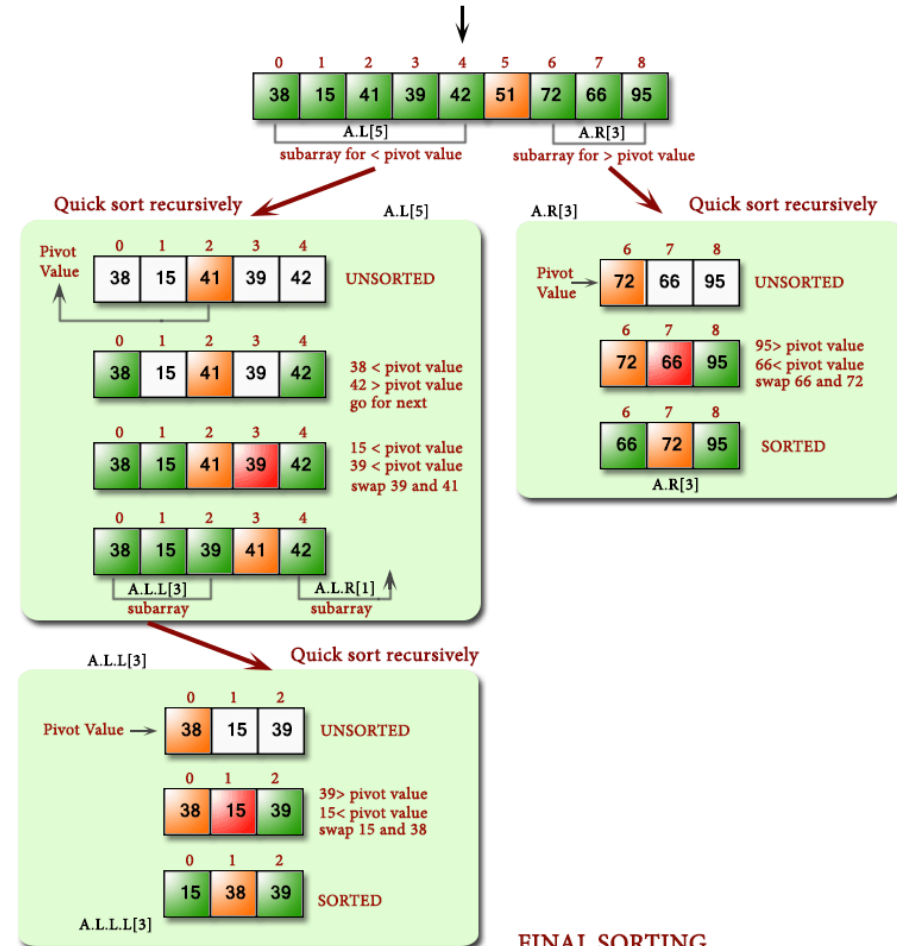 0 1 2 3 4 5 6 7 8
38 15 41 39 42 51 72 66 95
A.L[5] A.R[3]
subarray for < pivot value subarray for > pivot value
Quick sort recursively
A.L[5]
Pivot
Value
0 1 2 3 4
38 15 41 39 42 UNSORTED
0 1 2 3 4
38 15 41 39 42
38 < pivot value
42 > pivot value
go for next
0 1 2 3 4
38 15 41 39 42
15 < pivot value
39 < pivot value
swap 39 and 41
0 1 2 3 4
38 15 39 41 42
A.L.L[3] A.L.R[1]
subarray subarray
A.R[3]
Quick sort recursively
6 7 8
Pivot
Value
72 66 95 UNSORTED
6 7 8
72 66 95
95> pivot value
66< pivot value
swap 66 and 72
6 7 8
66 72 95 SORTED
A.R[3]
A.L.L[3]
Quick sort recursively
0 1 2
Pivot Value 38 15 39 UNSORTED
0 1 2
38 15 39
39> pivot value
15< pivot value
swap 15 and 38
0 1 2
15 38 39 SORTED
A.L.L.L[3]
FINAL SORTING